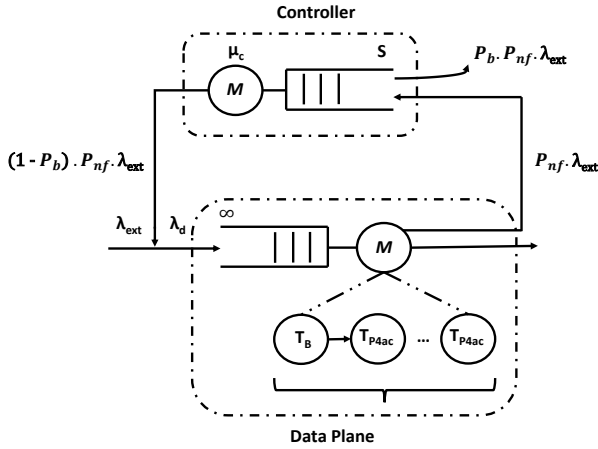 Controller
μc
S
M
Pb. Pnf. λext
(1 - Pb) . Pnf. λext
Pnf. λext
∞
λext
λd
M
TB
TP4ac
...
TP4ac
Data Plane